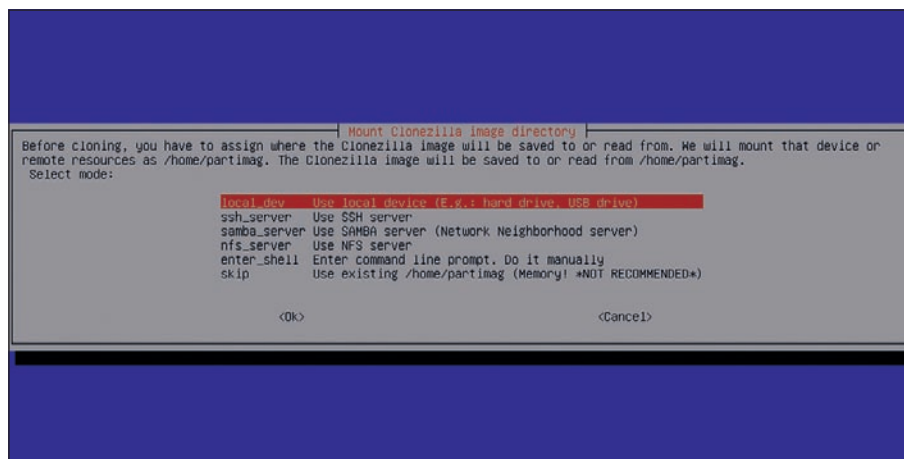 Mount Clonezilla image directory
Before cloning, you have to assign where the Clonezilla image will be saved to or read from. We will mount that device or
remote resources as /home/partimag. The Clonezilla image will be saved to or read from /home/partimag.
Select mode:
local_dev Use local device (E.g.: hard drive, USB drive)
ssh_server Use SSH server
samba_server Use SAMBA server (Network Neighborhood server)
nfs_server Use NFS server
enter_shell Enter command line prompt. Do it manually
skip Use existing /home/partimag (Memory! *NOT RECOMMENDED*)
<Ok> <Cancel>